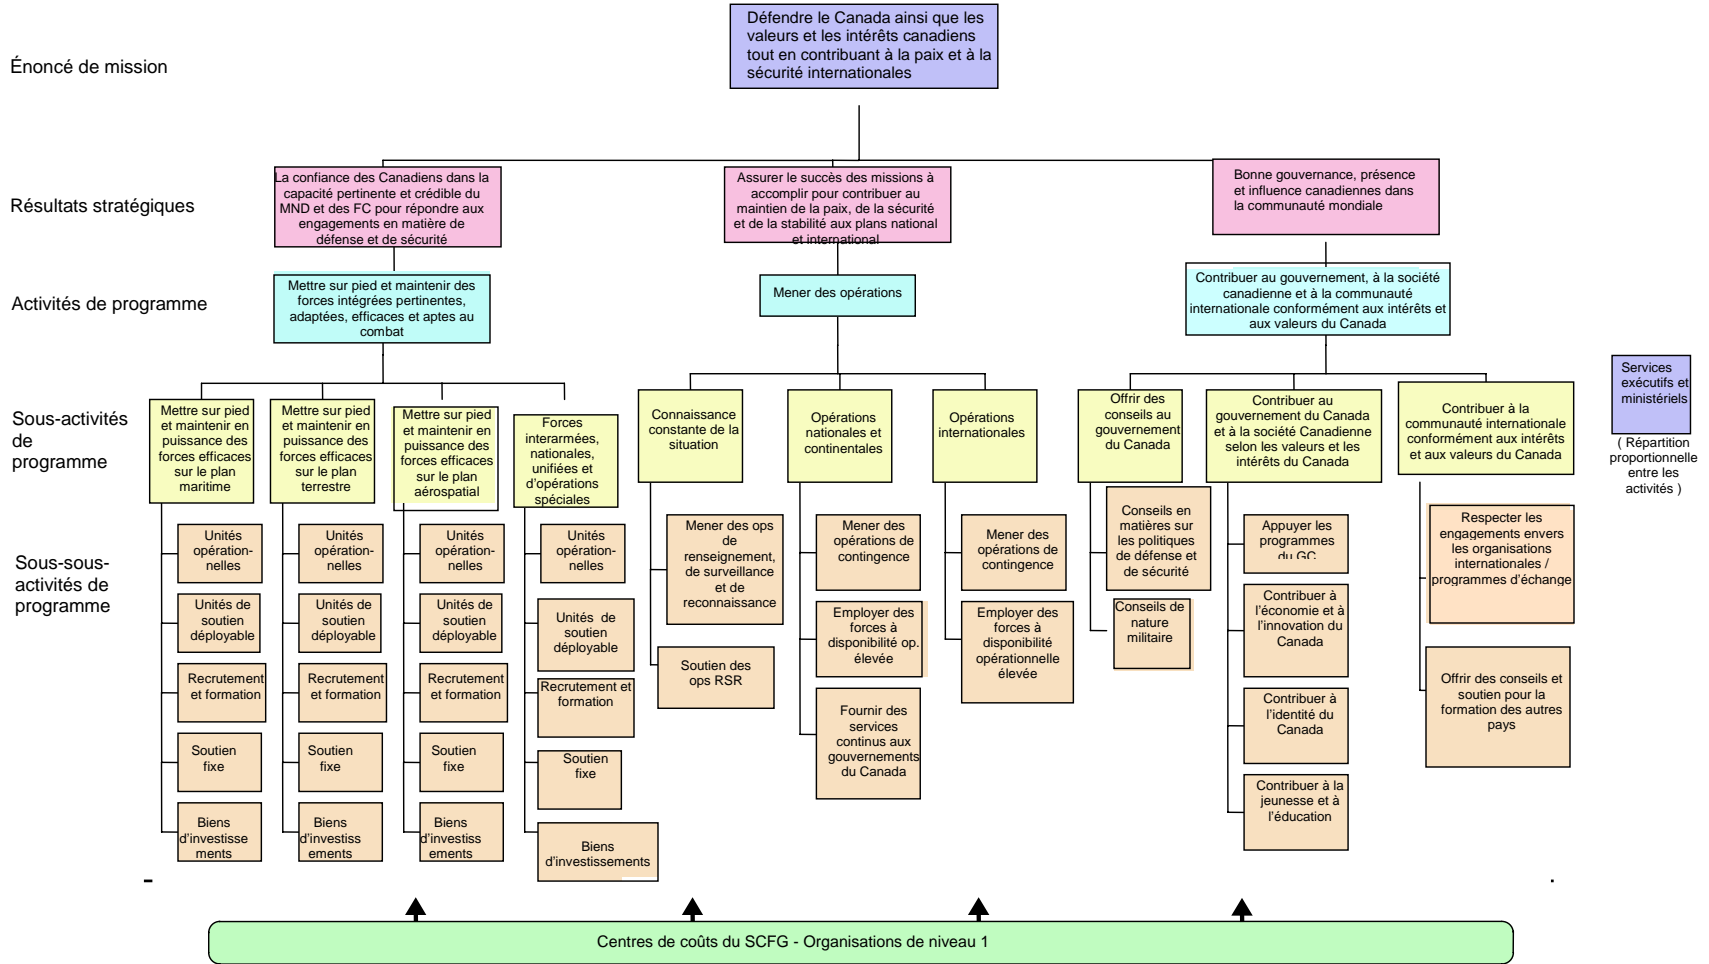 Défendre le Canada ainsi que les
valeurs et les intérêts canadiens
tout en contribuant à la paix et à la
sécurité internationales
Énoncé de mission
Résultats stratégiques
La confiance des Canadiens dans la
capacité pertinente et crédible du
MND et des FC pour répondre aux
engagements en matière de
défense et de sécurité
Assurer le succès des missions à
accomplir pour contribuer au
maintien de la paix, de la sécurité
et de la stabilité aux plans national
et international
Bonne gouvernance, présence
et influence canadiennes dans
la communauté mondiale
Activités de programme
Mettre sur pied et maintenir des
forces intégrées pertinentes,
adaptées, efficaces et aptes au
combat
Mener des opérations
Contribuer au gouvernement, à la société
canadienne et à la communauté
internationale conformément aux intérêts et
aux valeurs du Canada
Services
exécutifs et
ministériels
( Répartition
proportionnelle
entre les
activités )
Sous-activités
de
programme
Mettre sur pied
et maintenir en
puissance des
forces efficaces
sur le plan
maritime
Mettre sur pied
et maintenir en
puissance des
forces efficaces
sur le plan
terrestre
Mettre sur pied
et maintenir en
puissance des
forces efficaces
sur le plan
aérospatial
Forces
interarmées,
nationales,
unifiées et
d'opérations
spéciales
Connaissance
constante de la
situation
Opérations
nationales et
continentales
Opérations
internationales
Offrir des
conseils au
gouvernement
du Canada
Contribuer au
gouvernement du Canada
et à la société Canadienne
selon les valeurs et les
intérêts du Canada
Contribuer à la
communauté internationale
conformément aux intérêts
et aux valeurs du Canada
Sous-sous-
activités de
programme
Unités
opération-
nelles
Unités de
soutien
déployable
Recrutement
et formation
Soutien
fixe
Biens
d'investisse
ments
Unités
opération-
nelles
Unités de
soutien
déployable
Recrutement
et formation
Soutien
fixe
Biens
d'investiss
ements
Unités
opération-
nelles
Unités de
soutien
déployable
Recrutement
et formation
Soutien
fixe
Biens
d'investiss
ements
Unités
opération-
nelles
Unités de
soutien
déployable
Recrutement et
formation
Soutien
fixe
Biens
d'investissements
Mener des ops
de
renseignement,
de surveillance
et de
reconnaissance
Soutien des
ops RSR
Mener des
opérations de
contingence
Employer des
forces à
disponibilité op.
élevée
Fournir des
services
continus aux
gouvernements
du Canada
Mener des
opérations de
contingence
Employer des
forces à
disponibilité
opérationnelle
élevée
Conseils en
matières sur
les politiques
de défense et
de sécurité
Conseils de
nature
militaire
Appuyer les
programmes
du GC
Contribuer à
l'économie et à
l'innovation du
Canada
Contribuer à
l'identité du
Canada
Contribuer à la
jeunesse et à
l'éducation
Respecter les
engagements envers
les organisations
internationales /
programmes d'échange
Offrir des conseils et
soutien pour la
formation des autres
pays
Centres de coûts du SCFG - Organisations de niveau 1